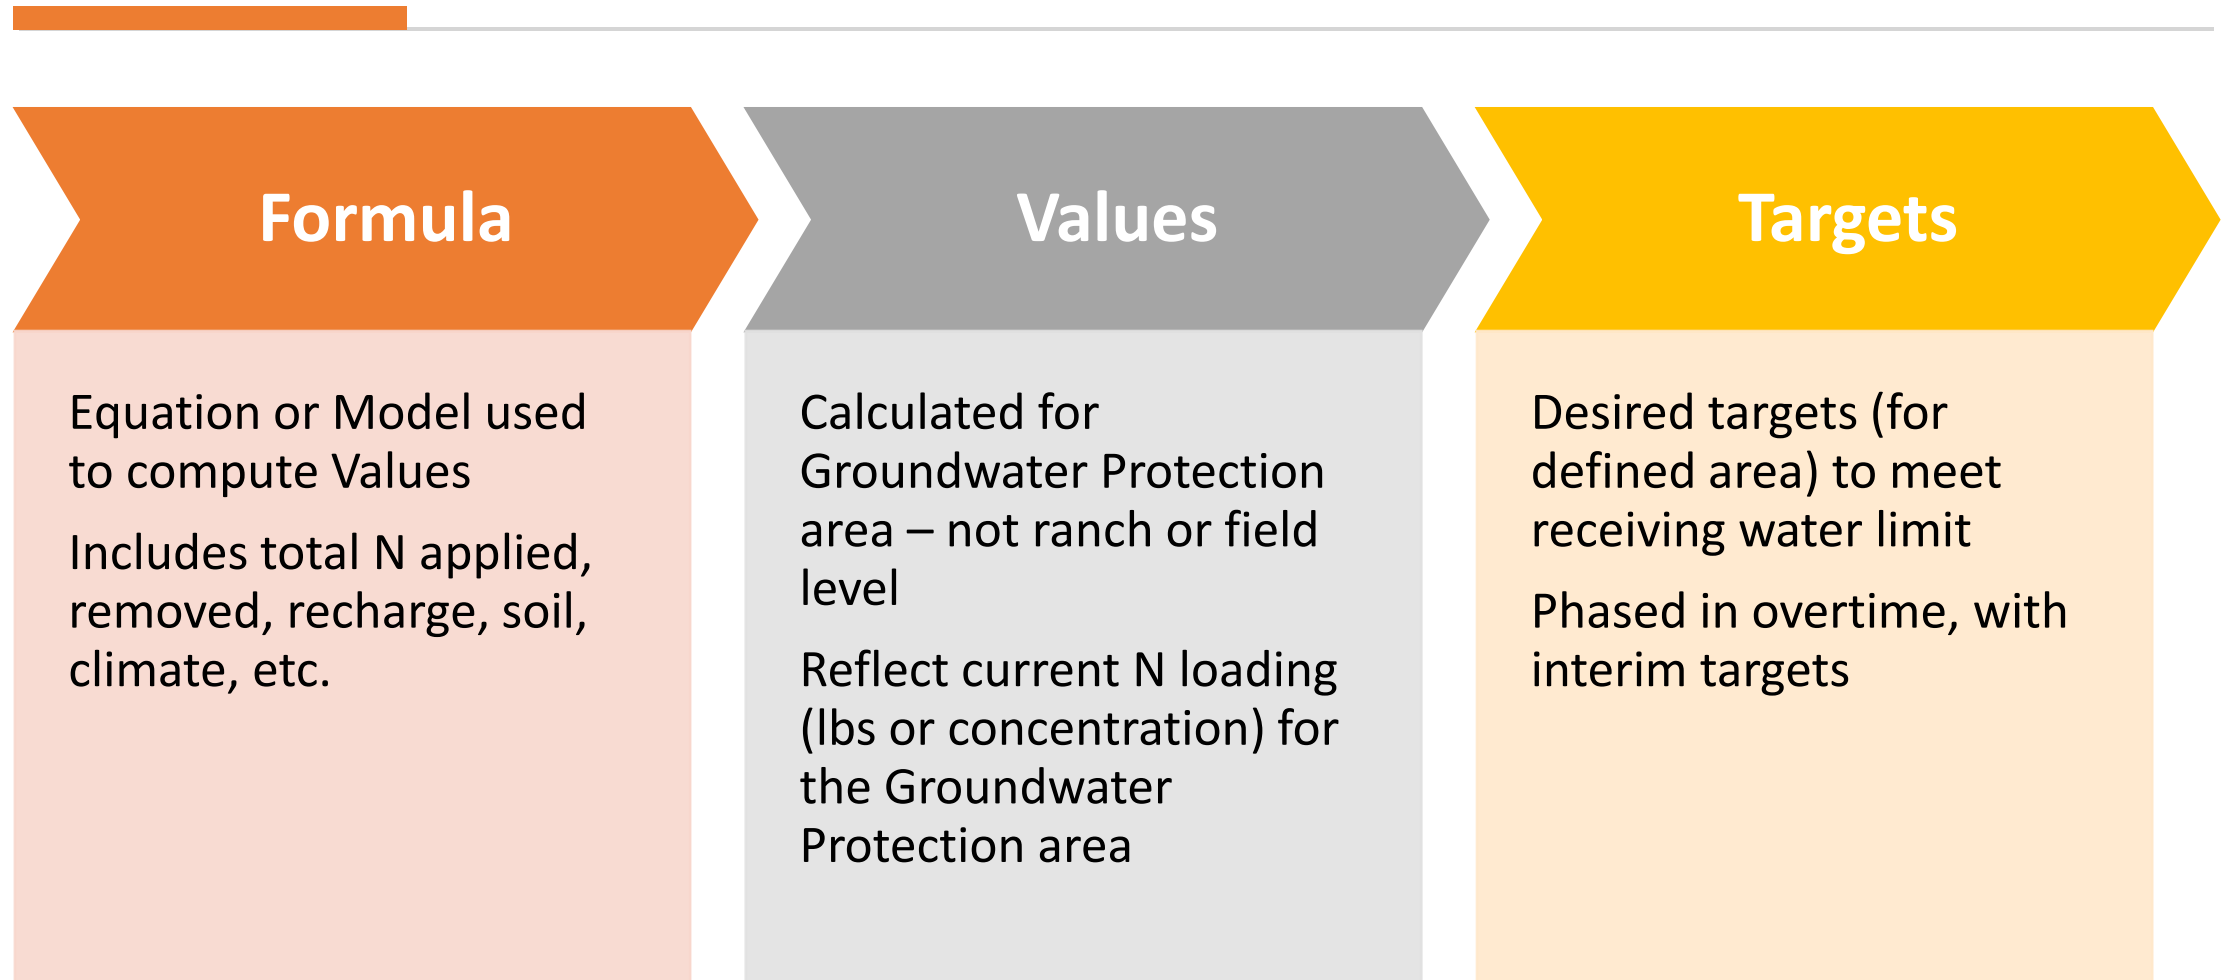 Formula
Equation or Model used
to compute Values
Includes total N applied,
removed, recharge, soil,
climate, etc.
Values
Calculated for
Groundwater Protection
area – not ranch or field
level
Reflect current N loading
(lbs or concentration) for
the Groundwater
Protection area
Targets
Desired targets (for
defined area) to meet
receiving water limit
Phased in overtime, with
interim targets